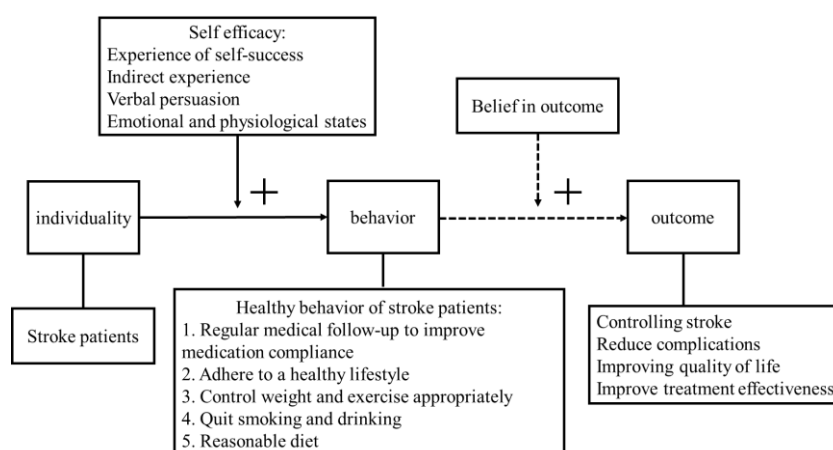 Self efficacy:
Experience of self-success
Indirect experience
Verbal persuasion
Emotional and physiological states
Belief in outcome
+
+
individuality
behavior
outcome
Stroke patients
Healthy behavior of stroke patients:
1. Regular medical follow-up to improve
medication compliance
2. Adhere to a healthy lifestyle
3. Control weight and exercise appropriately
4. Quit smoking and drinking
5. Reasonable diet
Controlling stroke
Reduce complications
Improving quality of life
Improve treatment effectiveness